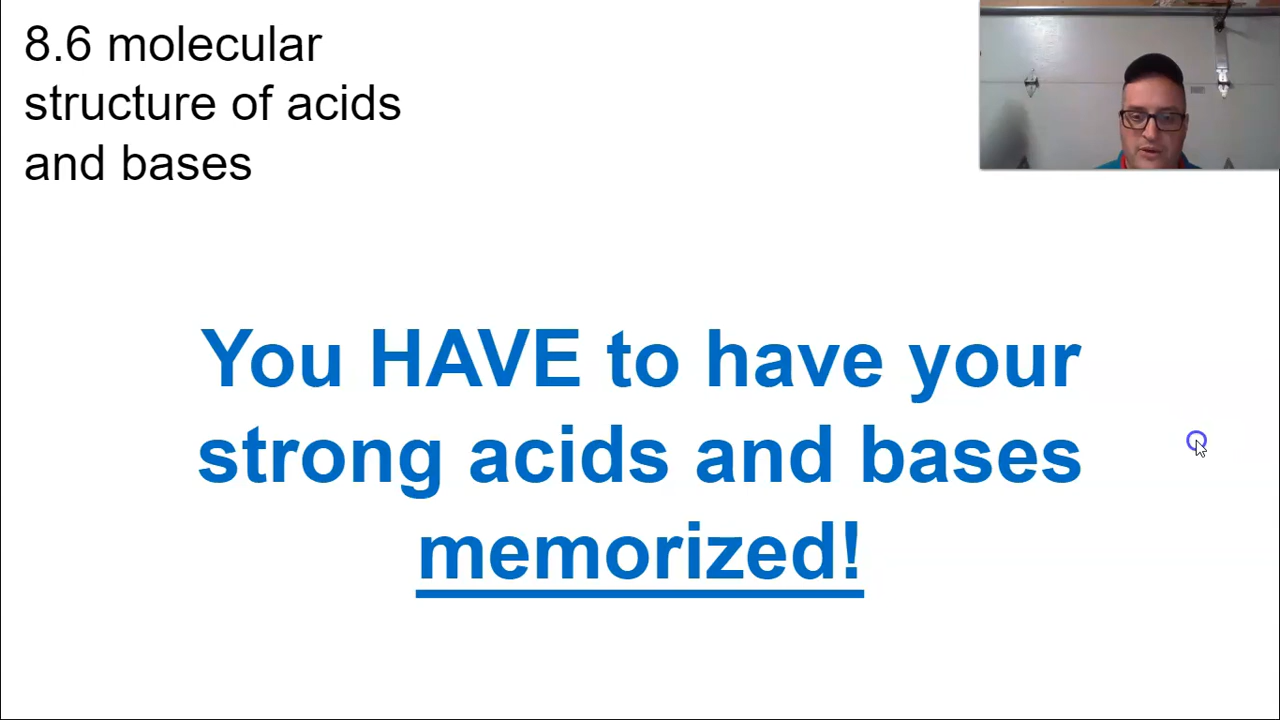 8.6 molecular
structure of acids
and bases
You HAVE to have your
strong acids and bases
memorized!